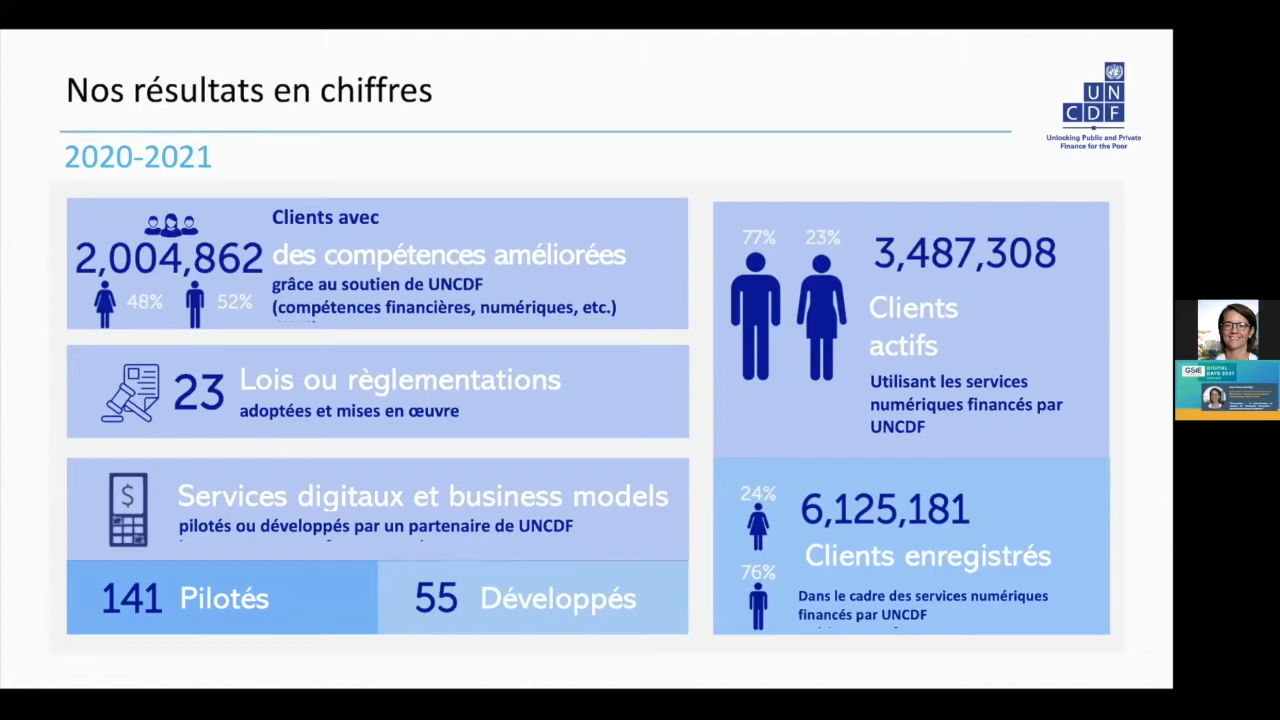 Nos résultats en chiffres
2020-2021
UN
CDF
Unlocking Public and Private
Finance for the Poor
2,004,862
48%
52%
Clients avec
des compétences améliorées
grâce au soutien de UNCDF
(compétences financières, numériques, etc.)
23
Lois ou règlementations
adoptées et mises en œuvre
$
Services digitaux et business models
pilotés ou développés par un partenaire de UNCDF
141 Pilotés
55 Développés
77%
23%
3,487,308
Clients
actifs
Utilisant les services
numériques financés par
UNCDF
24%
76%
6,125,181
Clients enregistrés
Dans le cadre des services numériques
financés par UNCDF
DIGITAL
DAYS 2021